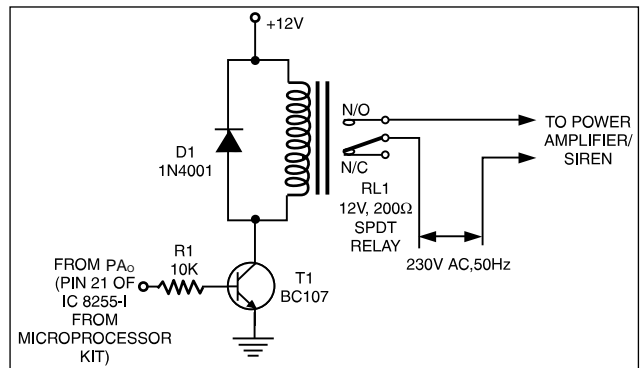 +12V
D1
1N4001
N/O
N/C
RL1
12V, 200Ω
SPDT
RELAY
TO POWER
AMPLIFIER/
SIREN
230V AC,50Hz
R1
10K
T1
BC107
FROM PA₀
(PIN 21 OF
IC 8255-I
FROM
MICROPROCESSOR
KIT)